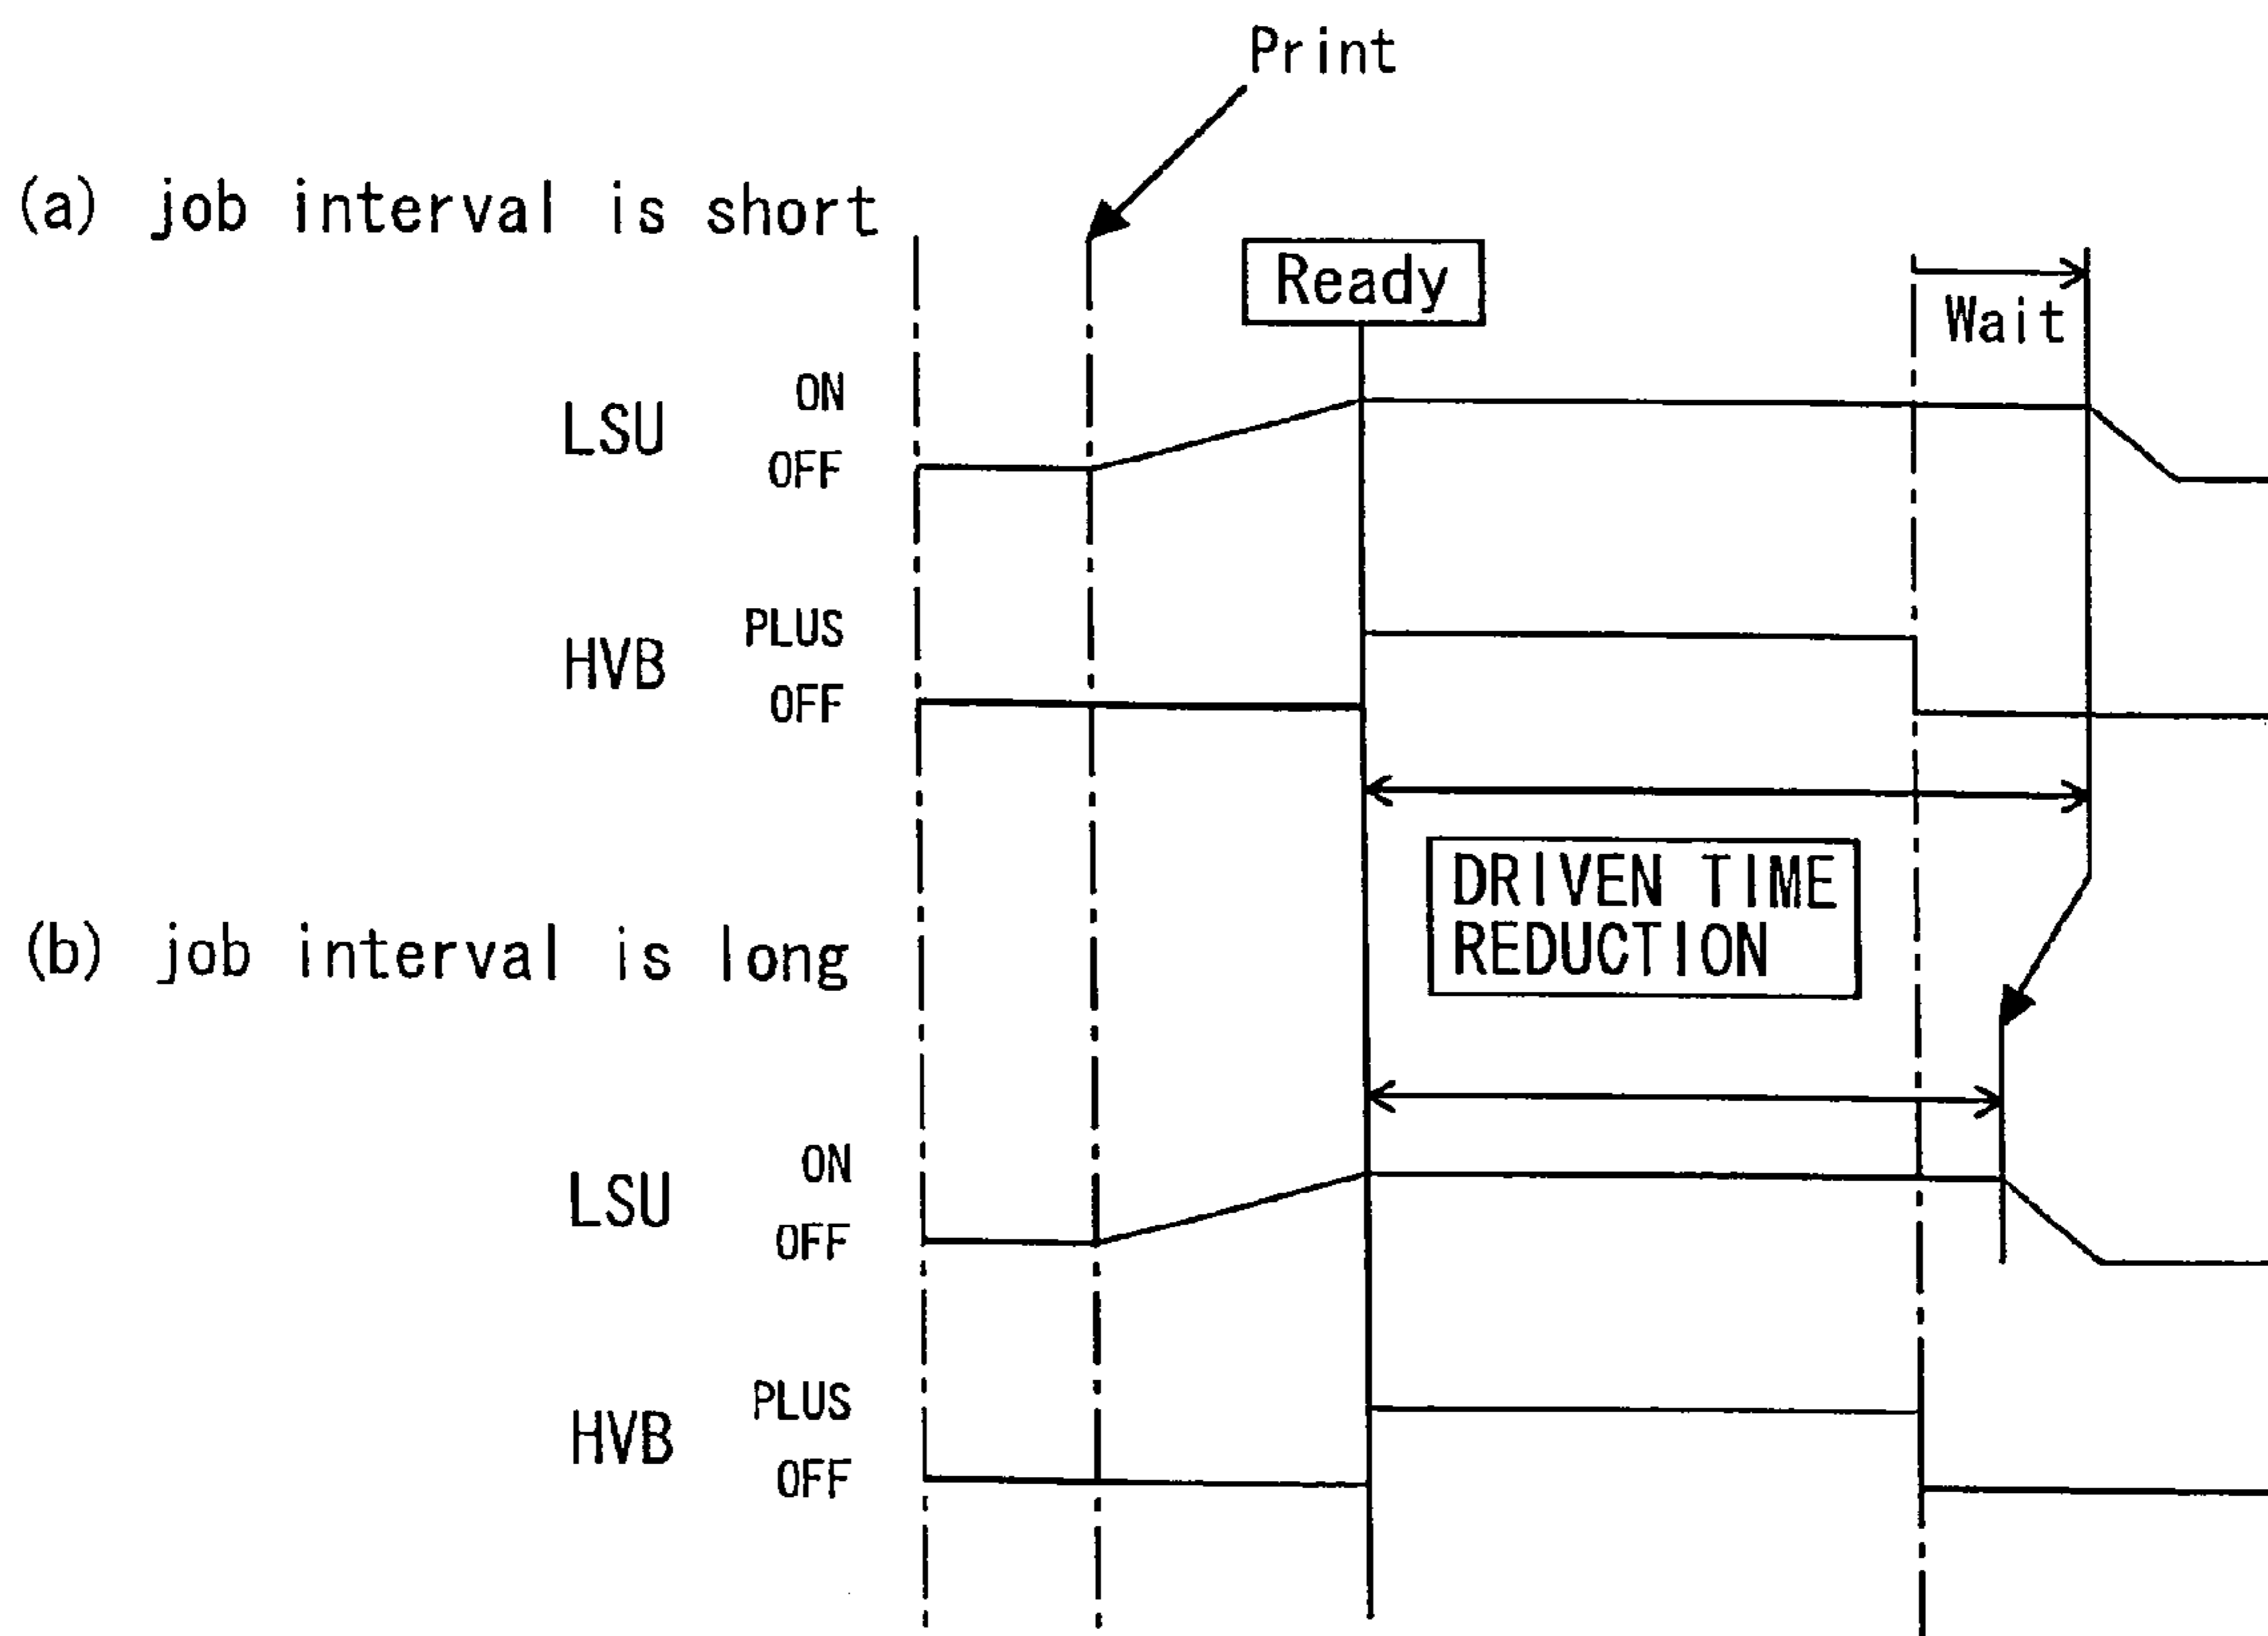 Print
(a) job interval is short
Ready
Wait
LSU
ON
OFF
HVB
PLUS
OFF
DRIVEN TIME
REDUCTION
(b) job interval is long
LSU
ON
OFF
HVB
PLUS
OFF